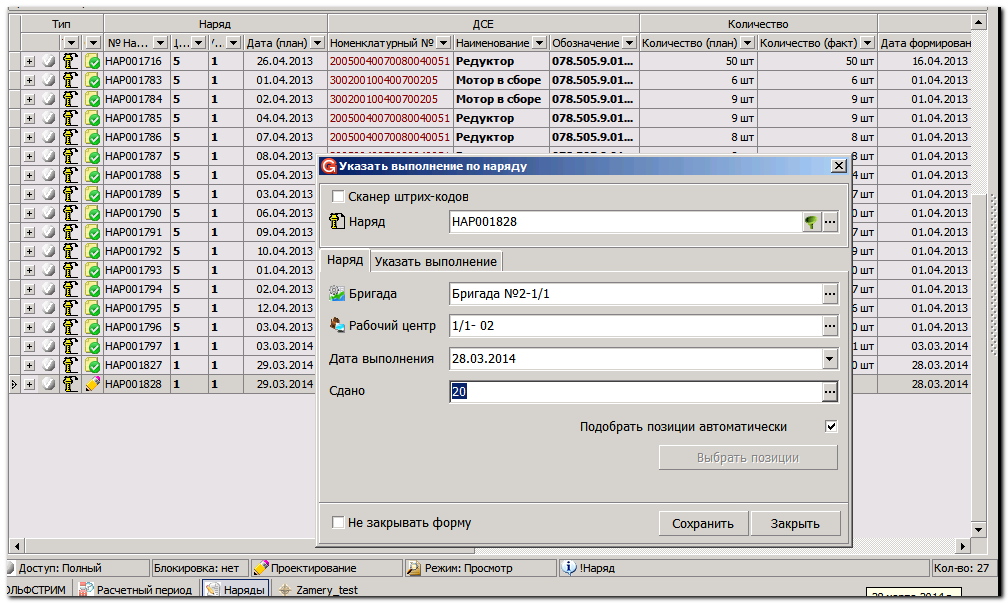 Тип Наряд ДСЕ Количество
№ На... Ц... У... Дата (план) Номенклатурный № Наименование Обозначение Количество (план) Количество (факт) Дата формирован
НАР001716 5 1 26.04.2013 20050040070080040051 Редуктор 078.505.9.01... 50 шт 50 шт 16.04.2013
НАР001783 5 1 01.04.2013 300200100400700205 Мотор в сборе 078.505.9.01... 6 шт 6 шт 01.04.2013
НАР001784 5 1 02.04.2013 300200100400700205 Мотор в сборе 078.505.9.01... 9 шт 9 шт 01.04.2013
НАР001785 5 1 04.04.2013 20050040070080040051 Редуктор 078.505.9.01... 9 шт 9 шт 01.04.2013
НАР001786 5 1 07.04.2013 20050040070080040051 Редуктор 078.505.9.01... 8 шт 8 шт 01.04.2013
НАР001787 5 1 08.04.2013 8 шт 01.04.2013
НАР001788 5 1 05.04.2013 шт 01.04.2013
НАР001789 5 1 03.04.2013 7 шт 01.04.2013
НАР001790 5 1 06.04.2013 шт 01.04.2013
НАР001791 5 1 09.04.2013 7 шт 01.04.2013
НАР001792 5 1 10.04.2013 9 шт 01.04.2013
НАР001793 5 1 01.04.2013 0 шт 01.04.2013
НАР001794 5 1 02.04.2013 шт 01.04.2013
НАР001795 5 1 12.04.2013 6 шт 01.04.2013
НАР001796 5 1 03.04.2013 шт 01.04.2013
НАР001797 1 1 03.03.2014 1 шт 03.03.2014
НАР001827 1 1 29.03.2014 0 шт 28.03.2014
НАР001828 1 1 29.03.2014 28.03.2014
Указать выполнение по наряду
Сканер штрих-кодов
Наряд НАР001828
Наряд Указать выполнение
Бригада Бригада №2-1/1
Рабочий центр 1/1- 02
Дата выполнения 28.03.2014
Сдано 20
Подобрать позиции автоматически
Выбрать позиции
Не закрывать форму Сохранить Закрыть
Доступ: Полный Блокировка: нет Проектирование Режим: Просмотр !Наряд Кол-во: 27
ОЛЬФСТРИМ Расчетный период Наряды Zamery_test